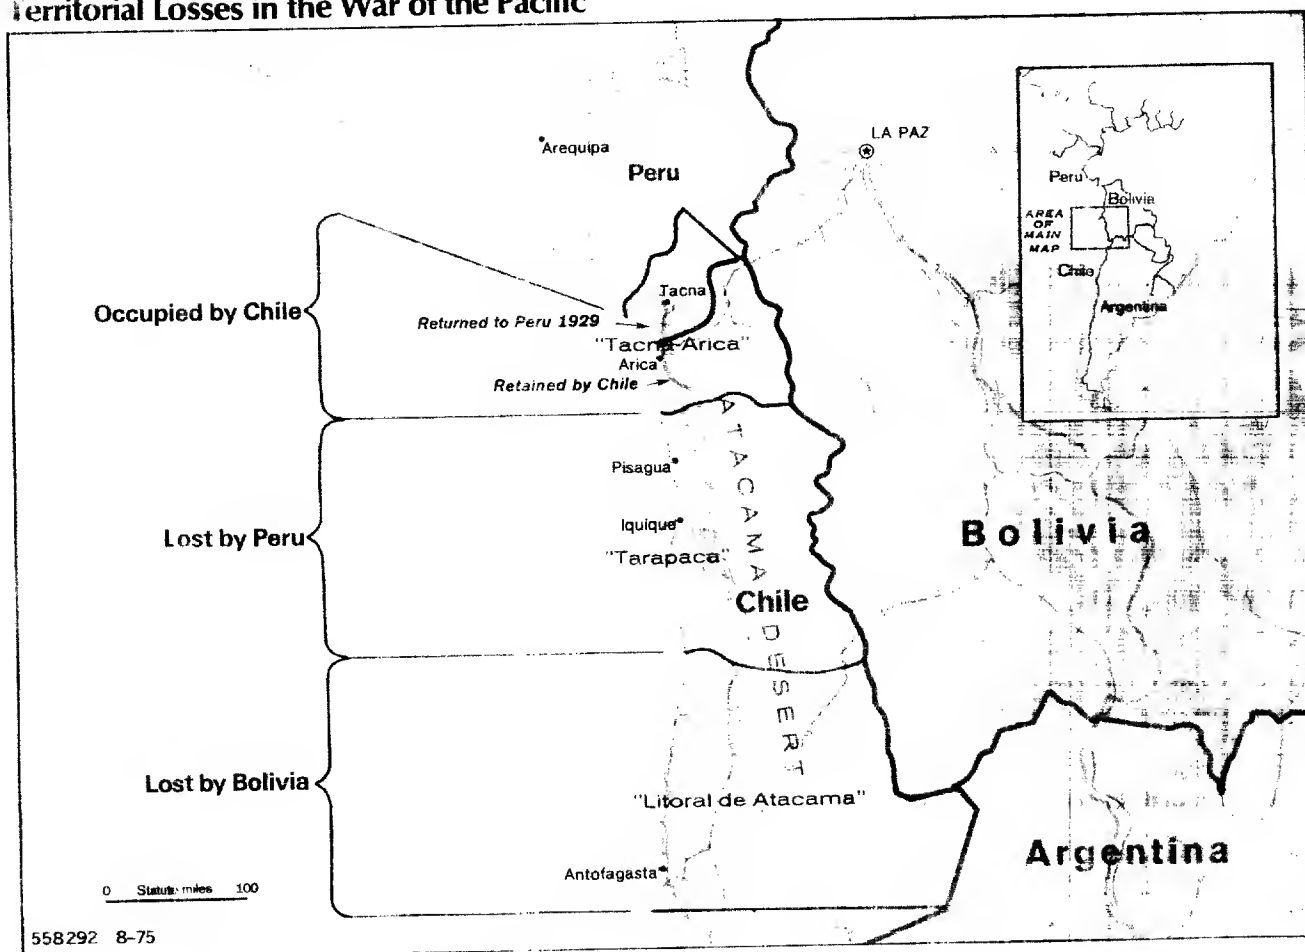 Territorial Losses in the War of the Pacific
LA PAZ
Arequipa
Peru
Peru
Bolivia
AREA
OF
MAIN
MAP
Chile
Argentina
Occupied by Chile
Tacna
Returned to Peru 1929
"Tacna-Arica"
Arica
Retained by Chile
Pisagua
Lost by Peru
Iquique
"Tarapaca"
ATACAMA DESERT
Bolivia
Chile
Lost by Bolivia
"Litoral de Atacama"
Argentina
Antofagasta
0 Statute miles 100
558292 8-75